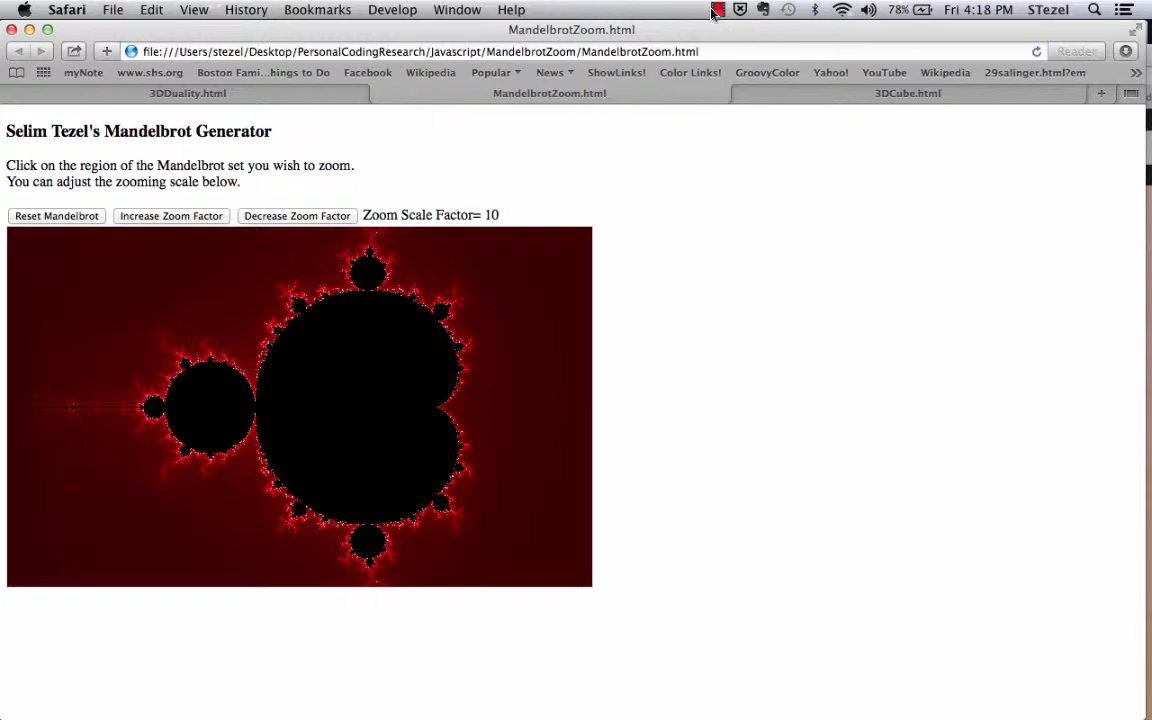 Safari File Edit View History Bookmarks Develop Window Help 78% Fri 4:18 PM STezel
MandelbrotZoom.html
file:///Users/stezel/Desktop/PersonalCodingResearch/Javascript/MandelbrotZoom/MandelbrotZoom.html Reader
myNote www.shs.org Boston Fami...hings to Do Facebook Wikipedia Popular News ShowLinks! Color Links! GroovyColor Yahoo! YouTube Wikipedia 29salinger.html?em
3DDuality.html MandelbrotZoom.html 3DCube.html
Selim Tezel's Mandelbrot Generator
Click on the region of the Mandelbrot set you wish to zoom.
You can adjust the zooming scale below.
Reset Mandelbrot Increase Zoom Factor Decrease Zoom Factor Zoom Scale Factor= 10